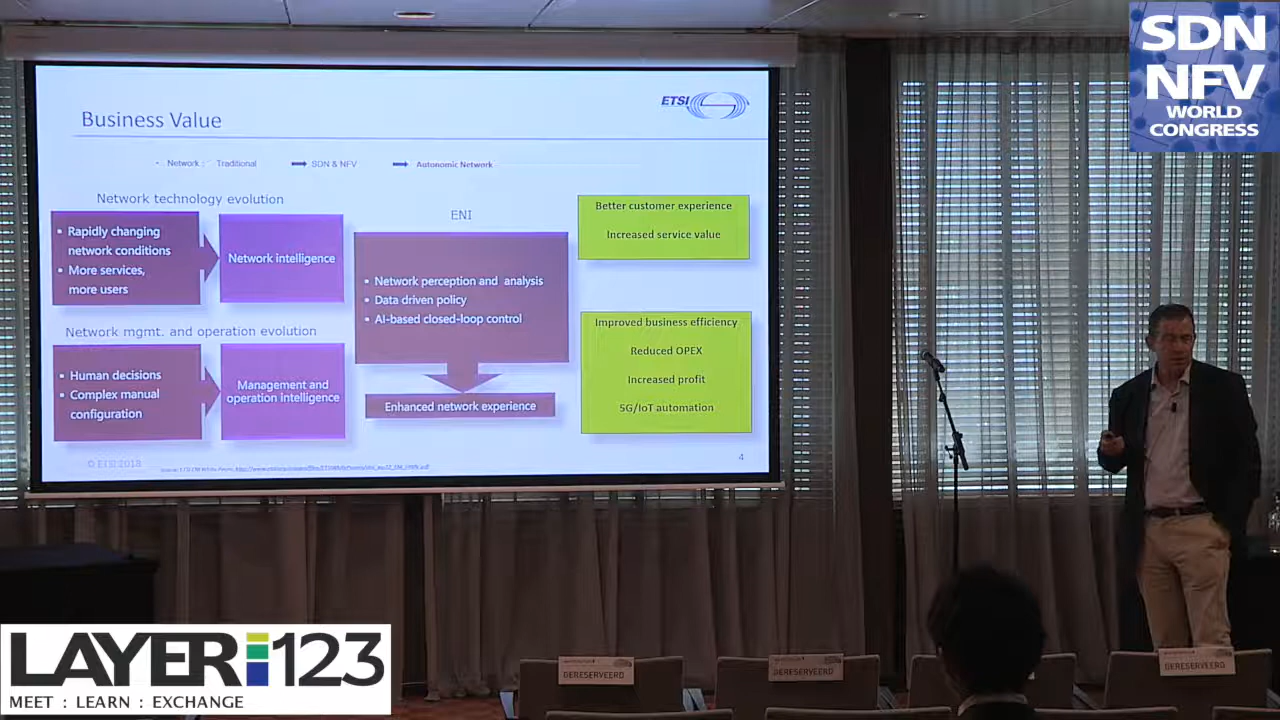 SDN
NFV
WORLD
CONGRESS
ETSI
Business Value
Network : Traditional
SDN & NFV
Autonomic Network
Network technology evolution
• Rapidly changing
network conditions
• More services,
more users
Network intelligence
Network mgmt. and operation evolution
• Human decisions
• Complex manual
configuration
Management and
operation intelligence
ENI
• Network perception and analysis
• Data driven policy
• AI-based closed-loop control
Enhanced network experience
Better customer experience
Increased service value
Improved business efficiency
Reduced OPEX
Increased profit
5G/IoT automation
© ETSI 2018
4
LAYER 123
MEET : LEARN : EXCHANGE
GERESERVEERD
GERESERVEERD
GERESERVEERD